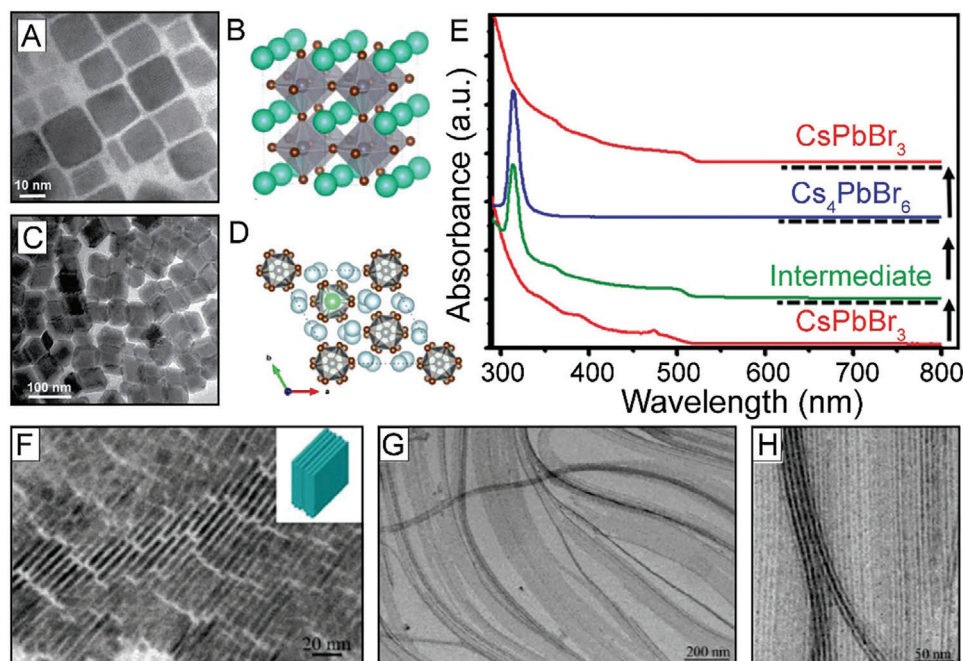 A
10 nm
B
C
100 nm
D
b
a
E
Absorbance (a.u.)
CsPbBr₃
Cs₄PbBr₆
Intermediate
CsPbBr₃
300 400 500 600 700 800
Wavelength (nm)
F
20 nm
G
200 nm
H
50 nm